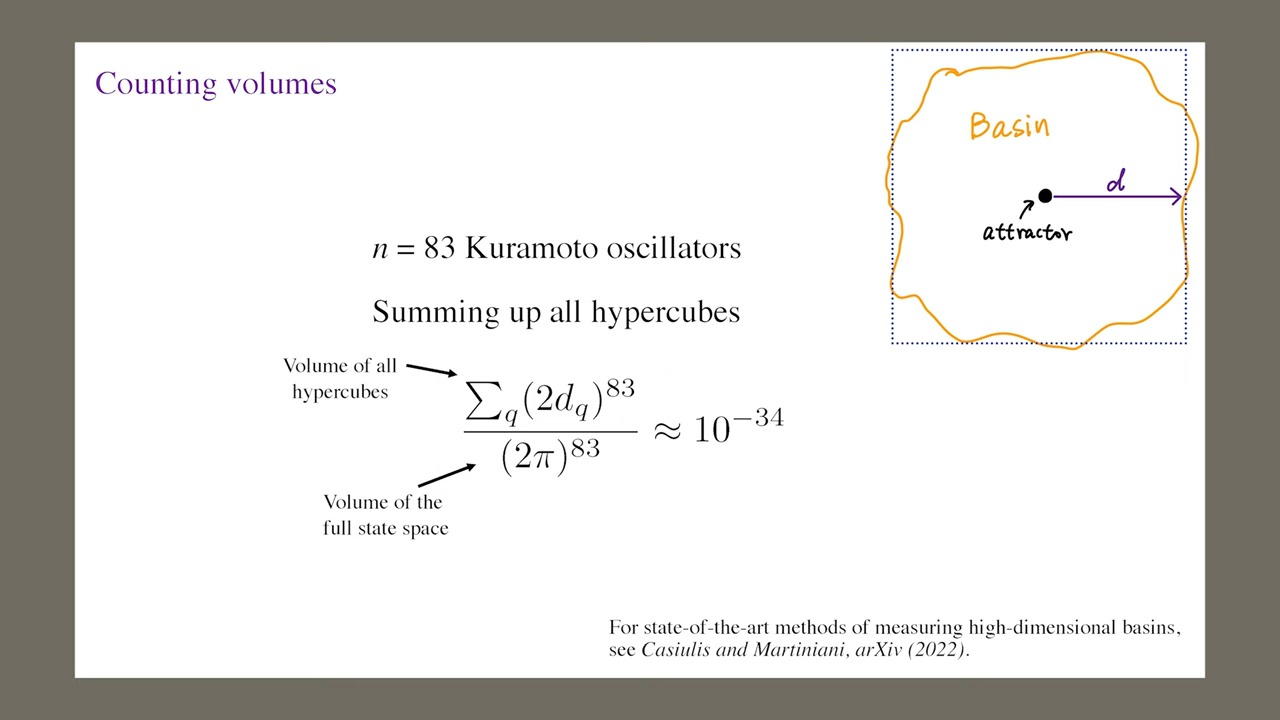 Counting volumes
Basin
d
attractor
n = 83 Kuramoto oscillators
Summing up all hypercubes
Volume of all
hypercubes
∑_q (2d_q)^83 / (2π)^83 ≈ 10^−34
Volume of the
full state space
For state-of-the-art methods of measuring high-dimensional basins,
see Casiulis and Martiniani, arXiv (2022).